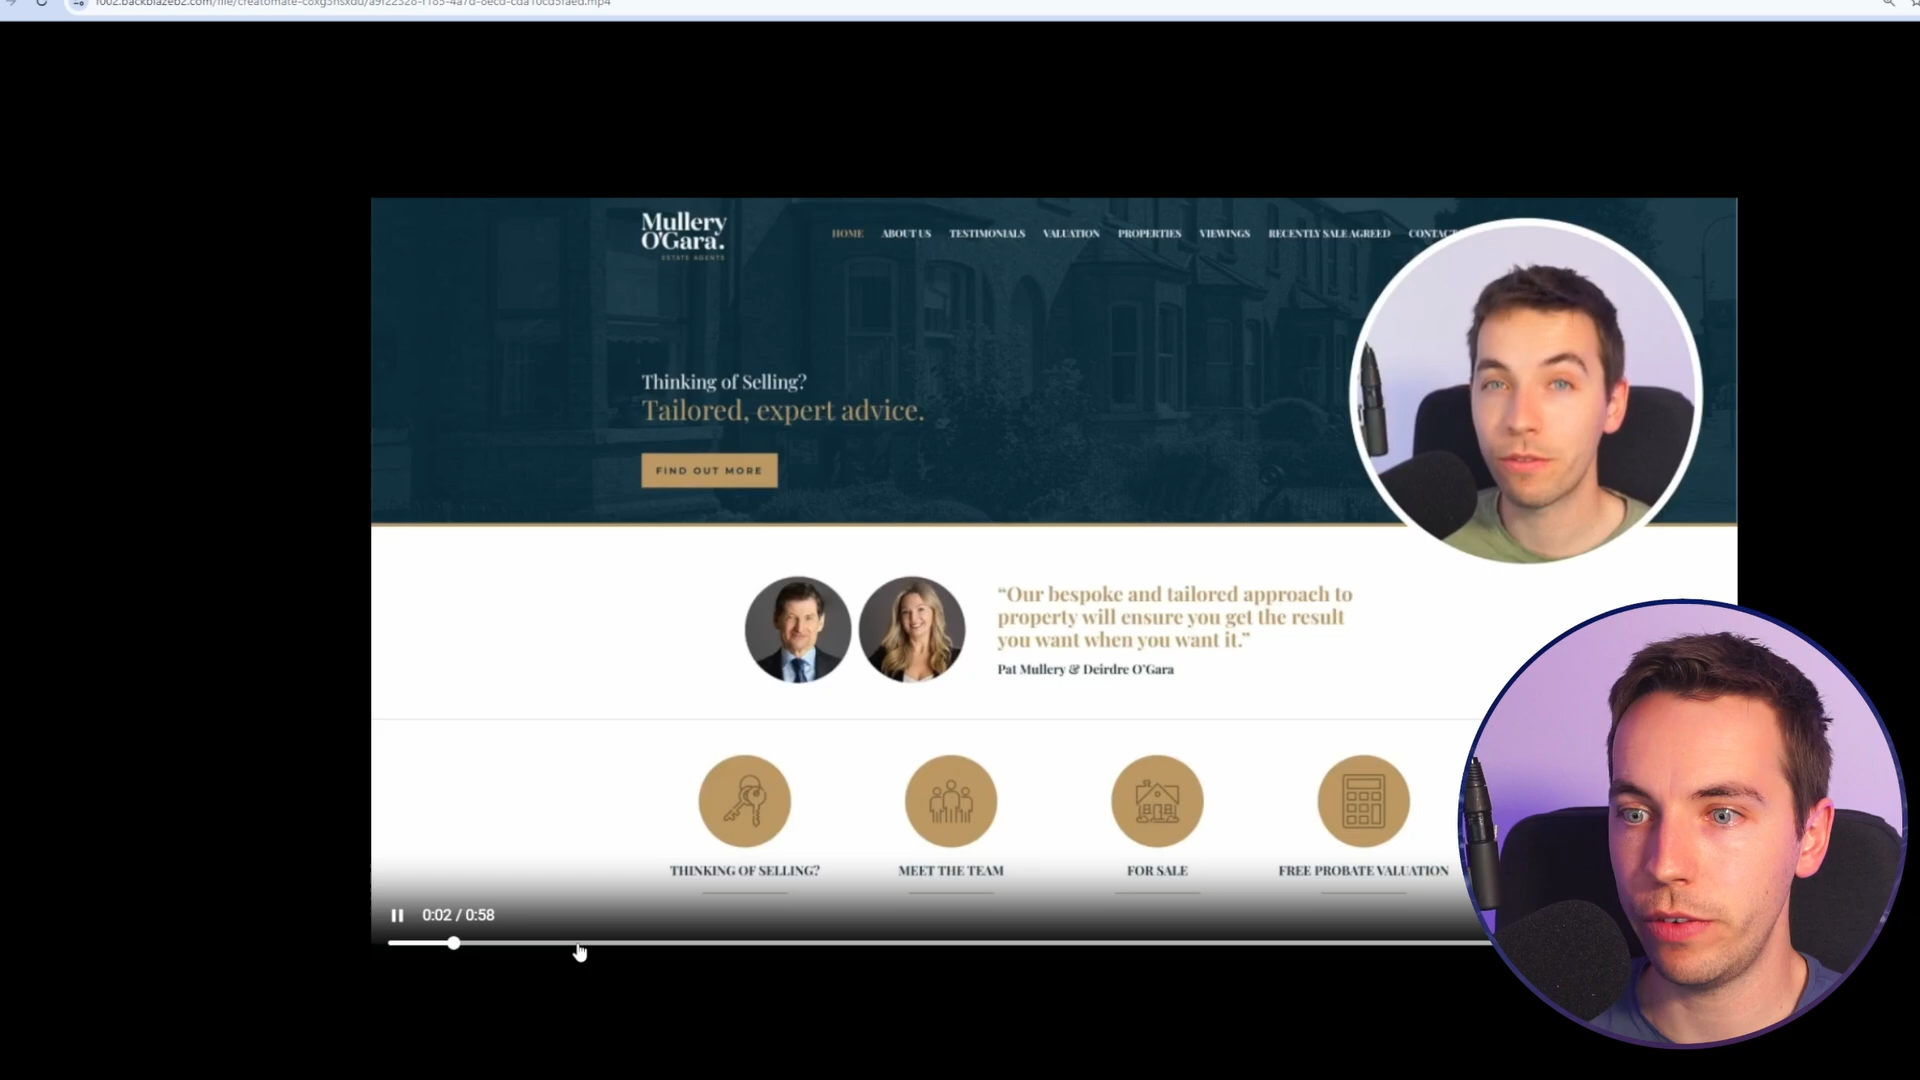 Mullery
O'Gara.
ESTATE AGENTS
HOME ABOUT US TESTIMONIALS VALUATION PROPERTIES VIEWINGS RECENTLY SALE AGREED CONTACT
Thinking of Selling?
Tailored, expert advice.
FIND OUT MORE
“Our bespoke and tailored approach to
property will ensure you get the result
you want when you want it.”
Pat Mullery & Deirdre O'Gara
THINKING OF SELLING? MEET THE TEAM FOR SALE FREE PROBATE VALUATION
0:02 / 0:58